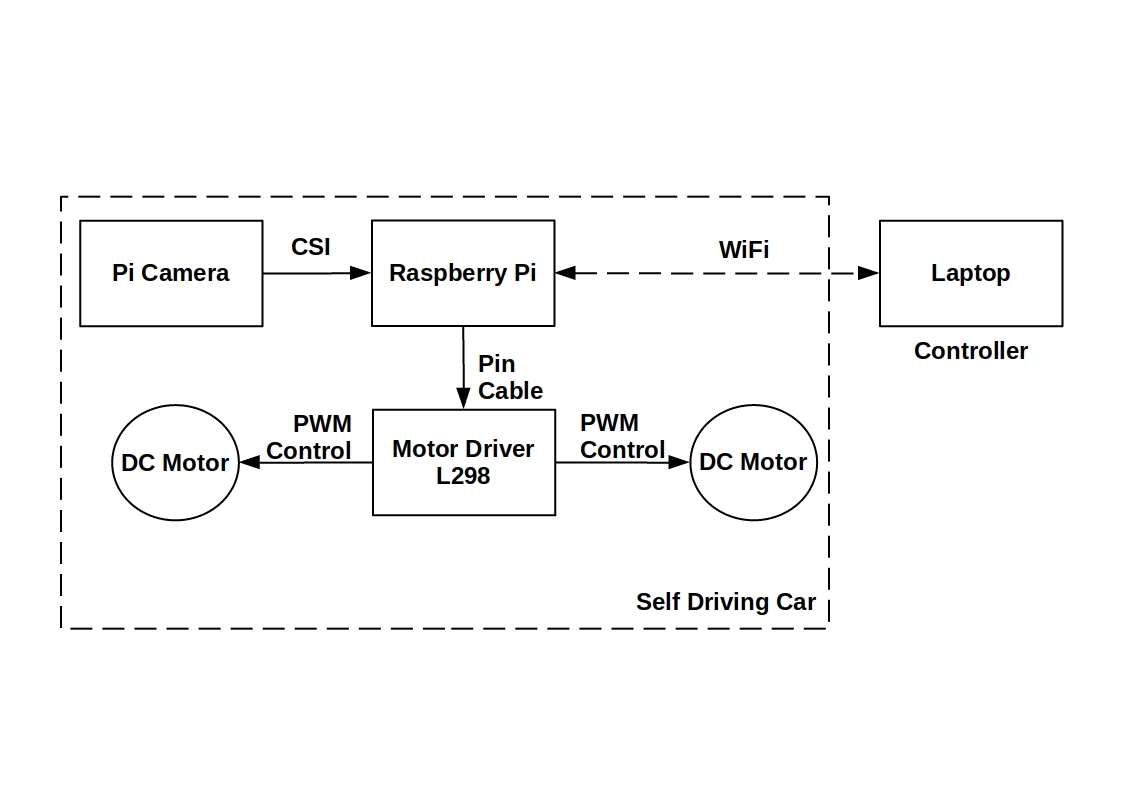 CSI
WiFi
Pi Camera
Raspberry Pi
Laptop
Controller
Pin
Cable
PWM
Control
PWM
Control
DC Motor
Motor Driver
L298
DC Motor
Self Driving Car